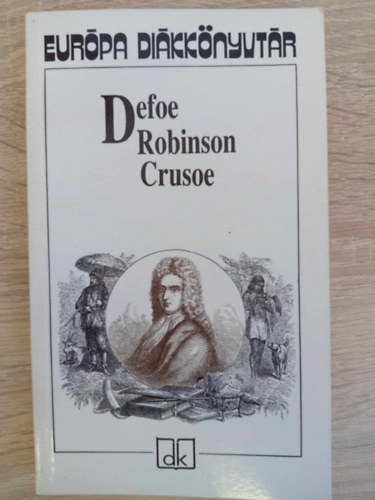 EURÓPA DIÁKKÖNYVTÁR
Defoe
Robinson
Crusoe
dk